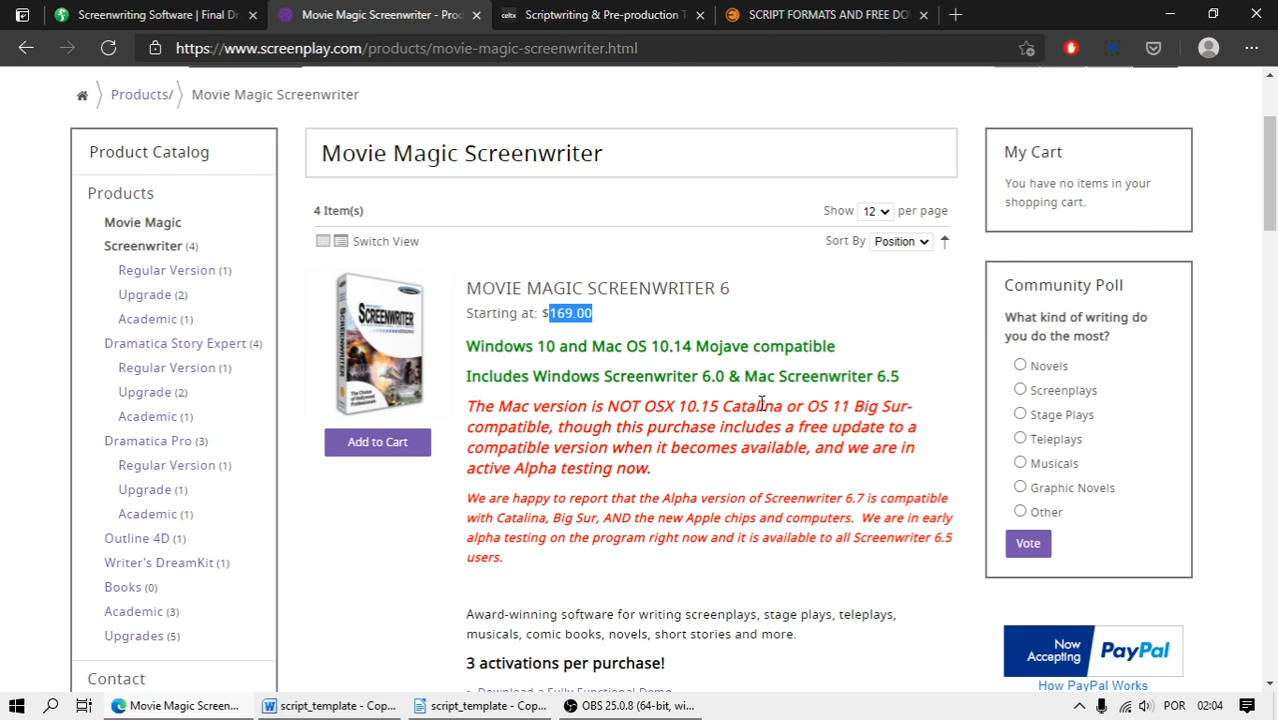 Screenwriting Software | Final Dr
Movie Magic Screenwriter - Proc
celtx
Scriptwriting & Pre-production T
SCRIPT FORMATS AND FREE DO
https://www.screenplay.com/products/movie-magic-screenwriter.html
Products/
Movie Magic Screenwriter
Product Catalog
Products
Movie Magic
Screenwriter (4)
Regular Version (1)
Upgrade (2)
Academic (1)
Dramatica Story Expert (4)
Regular Version (1)
Upgrade (2)
Academic (1)
Dramatica Pro (3)
Regular Version (1)
Upgrade (1)
Academic (1)
Outline 4D (1)
Writer's DreamKit (1)
Books (0)
Academic (3)
Upgrades (5)
Contact
Movie Magic Screenwriter
4 Item(s)
Show 12 per page
Switch View
Sort By Position
SCREENWRITER
MOVIE MAGIC SCREENWRITER 6
Starting at: $169.00
Windows 10 and Mac OS 10.14 Mojave compatible
Includes Windows Screenwriter 6.0 & Mac Screenwriter 6.5
The Mac version is NOT OSX 10.15 Catalina or OS 11 Big Sur-
compatible, though this purchase includes a free update to a
compatible version when it becomes available, and we are in
active Alpha testing now.
We are happy to report that the Alpha version of Screenwriter 6.7 is compatible
with Catalina, Big Sur, AND the new Apple chips and computers. We are in early
alpha testing on the program right now and it is available to all Screenwriter 6.5
users.
Add to Cart
Award-winning software for writing screenplays, stage plays, teleplays,
musicals, comic books, novels, short stories and more.
3 activations per purchase!
Download a Fully Functional Demo
My Cart
You have no items in your
shopping cart.
Community Poll
What kind of writing do
you do the most?
Novels
Screenplays
Stage Plays
Teleplays
Musicals
Graphic Novels
Other
Vote
Now
Accepting
PayPal
How PayPal Works
Movie Magic Screen...
script_template - Cop...
script_template - Cop...
OBS 25.0.8 (64-bit, wi...
POR
02:04